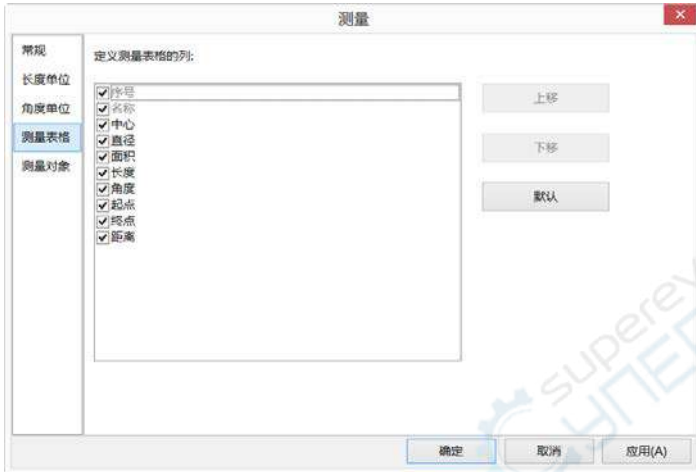 测量
常规
长度单位
角度单位
测量表格
测量对象
定义测量表格的列:
序号
名称
中心
直径
面积
长度
角度
起点
终点
距离
上移
下移
默认
确定
取消
应用(A)
superey